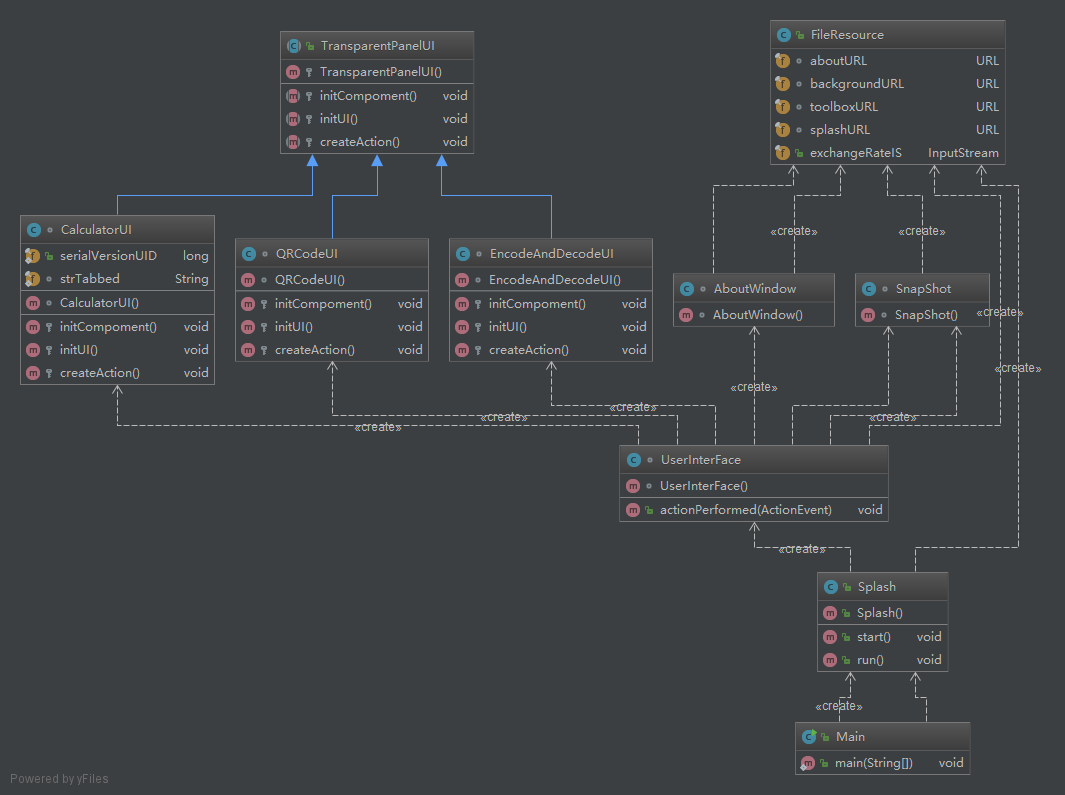 TransparentPanelUI
TransparentPanelUI()
initCompoment() void
initUI() void
createAction() void
FileResource
aboutURL URL
backgroundURL URL
toolboxURL URL
splashURL URL
exchangeRateIS InputStream
CalculatorUI
serialVersionUID long
strTabbed String
CalculatorUI()
initCompoment() void
initUI() void
createAction() void
QRCodeUI
QRCodeUI()
initCompoment() void
initUI() void
createAction() void
EncodeAndDecodeUI
EncodeAndDecodeUI()
initCompoment() void
initUI() void
createAction() void
«create»
«create»
AboutWindow
AboutWindow()
SnapShot
SnapShot()
«create»
«create»
«create»
«create»
«create»
«create»
«create»
UserInterFace
UserInterFace()
actionPerformed(ActionEvent) void
«create»
Splash
Splash()
start() void
run() void
«create»
Main
main(String[]) void
Powered by yFiles